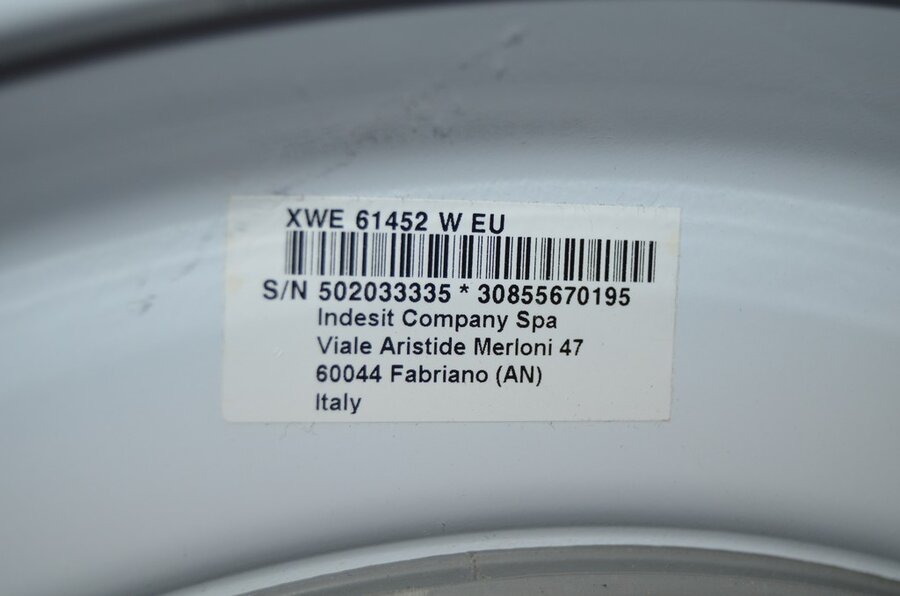 XWE 61452 W EU
S/N 502033335 * 30855670195
Indesit Company Spa
Viale Aristide Merloni 47
60044 Fabriano (AN)
Italy